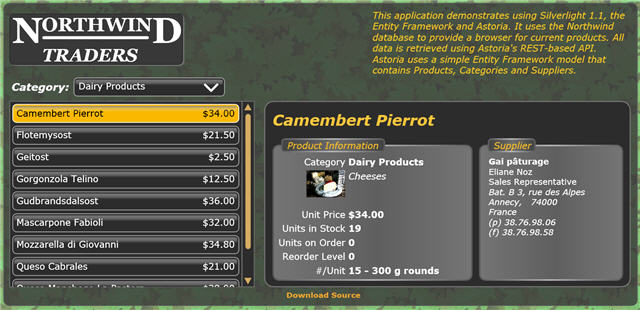 NORTHWIND
TRADERS
This application demonstrates using Silverlight 1.1, the
Entity Framework and Astoria. It uses the Northwind
database to provide a browser for current products. All
data is retrieved using Astoria's REST-based API.
Astoria uses a simple Entity Framework model that
contains Products, Categories and Suppliers.
Category: Dairy Products
Camembert Pierrot $34.00
Flotemysost $21.50
Geitost $2.50
Gorgonzola Telino $12.50
Gudbrandsdalsost $36.00
Mascarpone Fabioli $32.00
Mozzarella di Giovanni $34.80
Queso Cabrales $21.00
Camembert Pierrot
Product Information
Category Dairy Products
Cheeses
Unit Price $34.00
Units in Stock 19
Units on Order 0
Reorder Level 0
#/Unit 15 - 300 g rounds
Supplier
Gai pâturage
Eliane Noz
Sales Representative
Bat. B 3, rue des Alpes
Annecy, 74000
France
(p) 38.76.98.06
(f) 38.76.98.58
Download Source